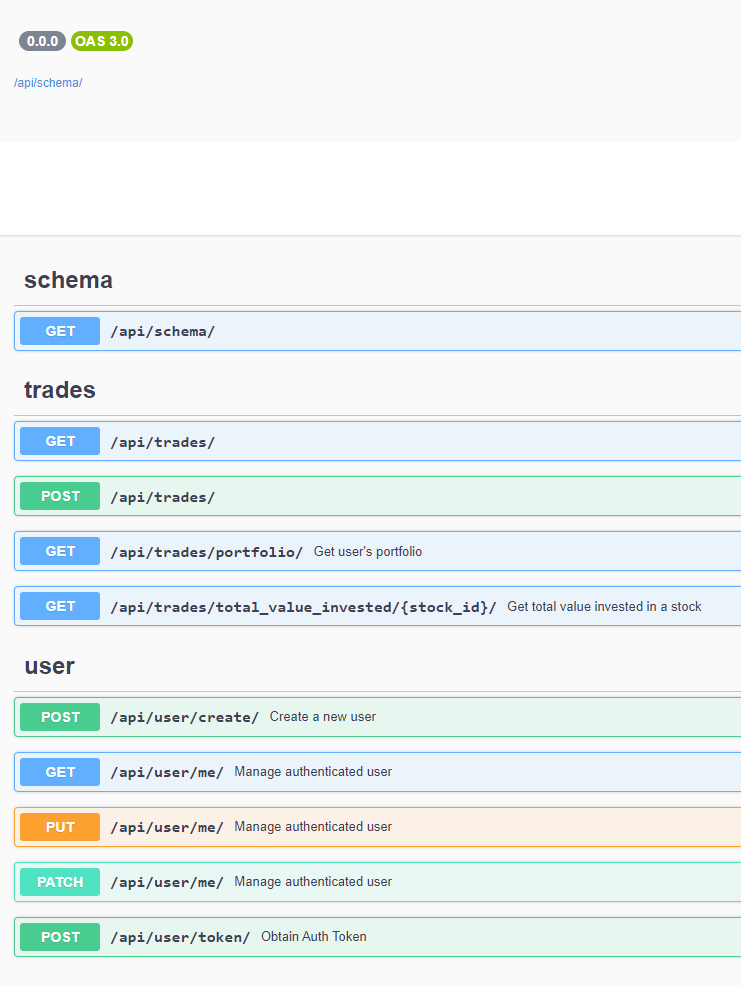 0.0.0 OAS 3.0
/api/schema/
schema
GET /api/schema/
trades
GET /api/trades/
POST /api/trades/
GET /api/trades/portfolio/ Get user's portfolio
GET /api/trades/total_value_invested/{stock_id}/ Get total value invested in a stock
user
POST /api/user/create/ Create a new user
GET /api/user/me/ Manage authenticated user
PUT /api/user/me/ Manage authenticated user
PATCH /api/user/me/ Manage authenticated user
POST /api/user/token/ Obtain Auth Token